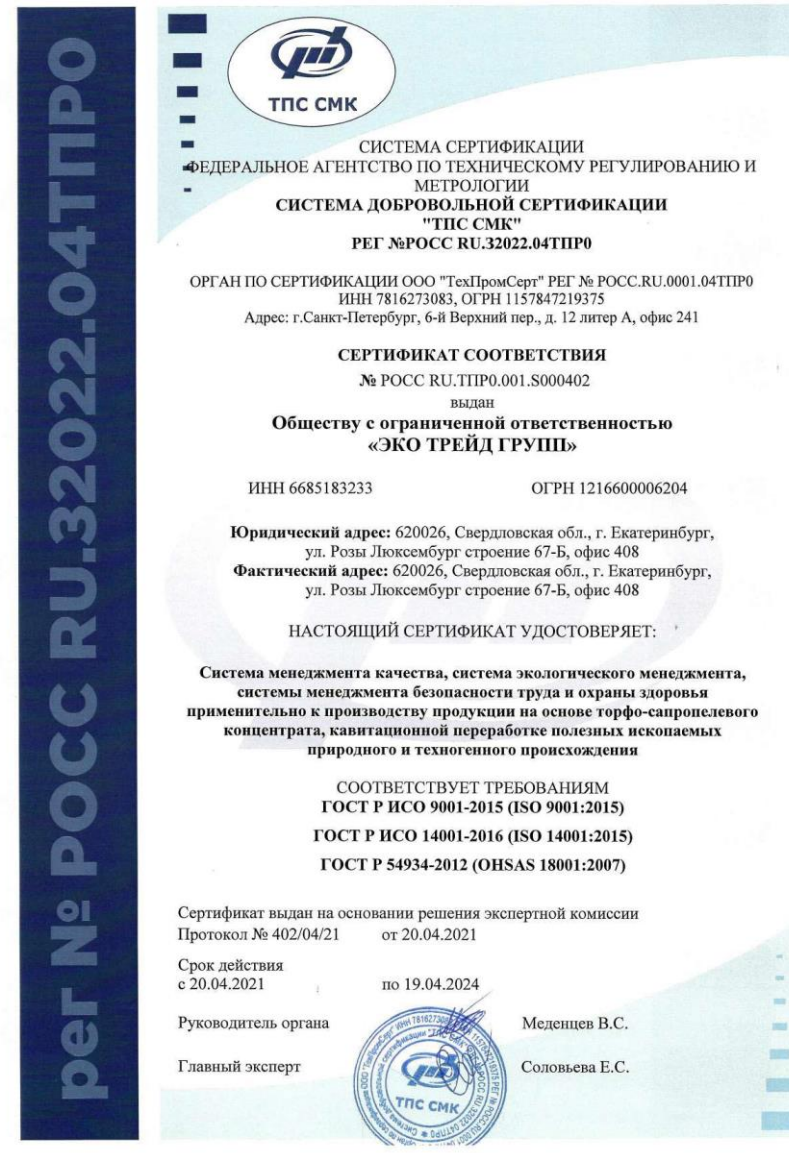 ТПС СМК
СИСТЕМА СЕРТИФИКАЦИИ
ФЕДЕРАЛЬНОЕ АГЕНТСТВО ПО ТЕХНИЧЕСКОМУ РЕГУЛИРОВАНИЮ И
МЕТРОЛОГИИ
СИСТЕМА ДОБРОВОЛЬНОЙ СЕРТИФИКАЦИИ
"ТПС СМК"
РЕГ №РОСС RU.32022.04ТПР0
ОРГАН ПО СЕРТИФИКАЦИИ ООО "ТехПромСерт" РЕГ № РОСС.RU.0001.04ТПР0
ИНН 7816273083, ОГРН 1157847219375
Адрес: г.Санкт-Петербург, 6-й Верхний пер., д. 12 литер А, офис 241
СЕРТИФИКАТ СООТВЕТСТВИЯ
№ РОСС RU.ТПР0.001.S000402
выдан
Обществу с ограниченной ответственностью
«ЭКО ТРЕЙД ГРУПП»
ИНН 6685183233 ОГРН 1216600006204
Юридический адрес: 620026, Свердловская обл., г. Екатеринбург,
ул. Розы Люксембург строение 67-Б, офис 408
Фактический адрес: 620026, Свердловская обл., г. Екатеринбург,
ул. Розы Люксембург строение 67-Б, офис 408
НАСТОЯЩИЙ СЕРТИФИКАТ УДОСТОВЕРЯЕТ:
Система менеджмента качества, система экологического менеджмента,
системы менеджмента безопасности труда и охраны здоровья
применительно к производству продукции на основе торфо-сапропелевого
концентрата, кавитационной переработке полезных ископаемых
природного и техногенного происхождения
СООТВЕТСТВУЕТ ТРЕБОВАНИЯМ
ГОСТ Р ИСО 9001-2015 (ISO 9001:2015)
ГОСТ Р ИСО 14001-2016 (ISO 14001:2015)
ГОСТ Р 54934-2012 (OHSAS 18001:2007)
Сертификат выдан на основании решения экспертной комиссии
Протокол № 402/04/21 от 20.04.2021
Срок действия
с 20.04.2021 по 19.04.2024
Руководитель органа Меденцев В.С.
Главный эксперт Соловьева Е.С.
ТПС СМК
рег № РОСС RU.32022.04ТПРО